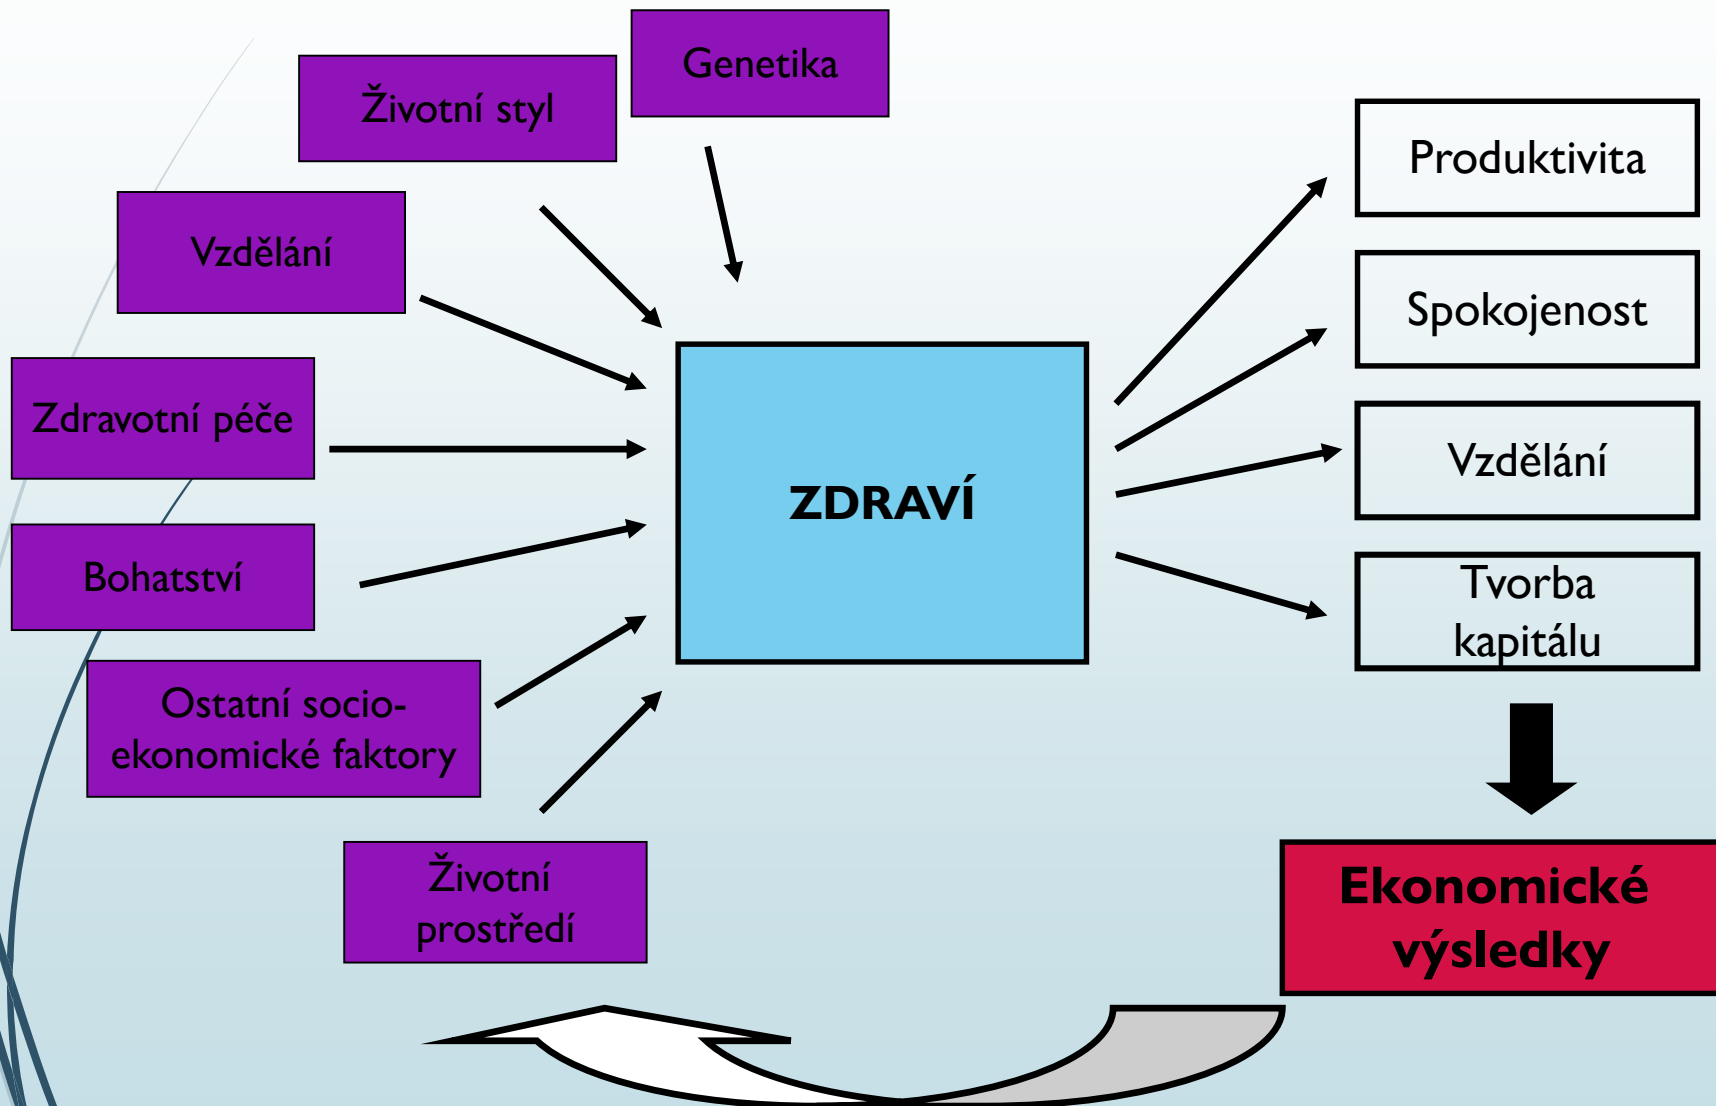 Genetika
Životní styl
Vzdělání
Zdravotní péče
Bohatství
Ostatní socio-
ekonomické faktory
Životní
prostředí
ZDRAVÍ
Produktivita
Spokojenost
Vzdělání
Tvorba
kapitálu
Ekonomické
výsledky